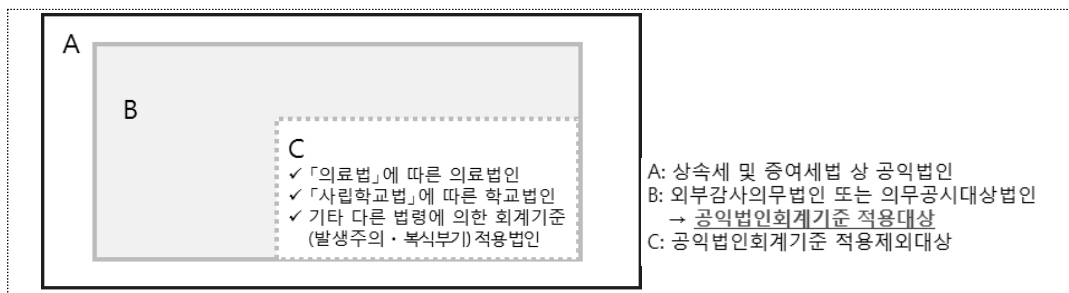 A
B
C
✓「의료법」에 따른 의료법인
✓「사립학교법」에 따른 학교법인
✓ 기타 다른 법령에 의한 회계기준
(발생주의・복식부기) 적용법인
A: 상속세 및 증여세법 상 공익법인
B: 외부감사의무법인 또는 의무공시대상법인
→ 공익법인회계기준 적용대상
C: 공익법인회계기준 적용제외대상